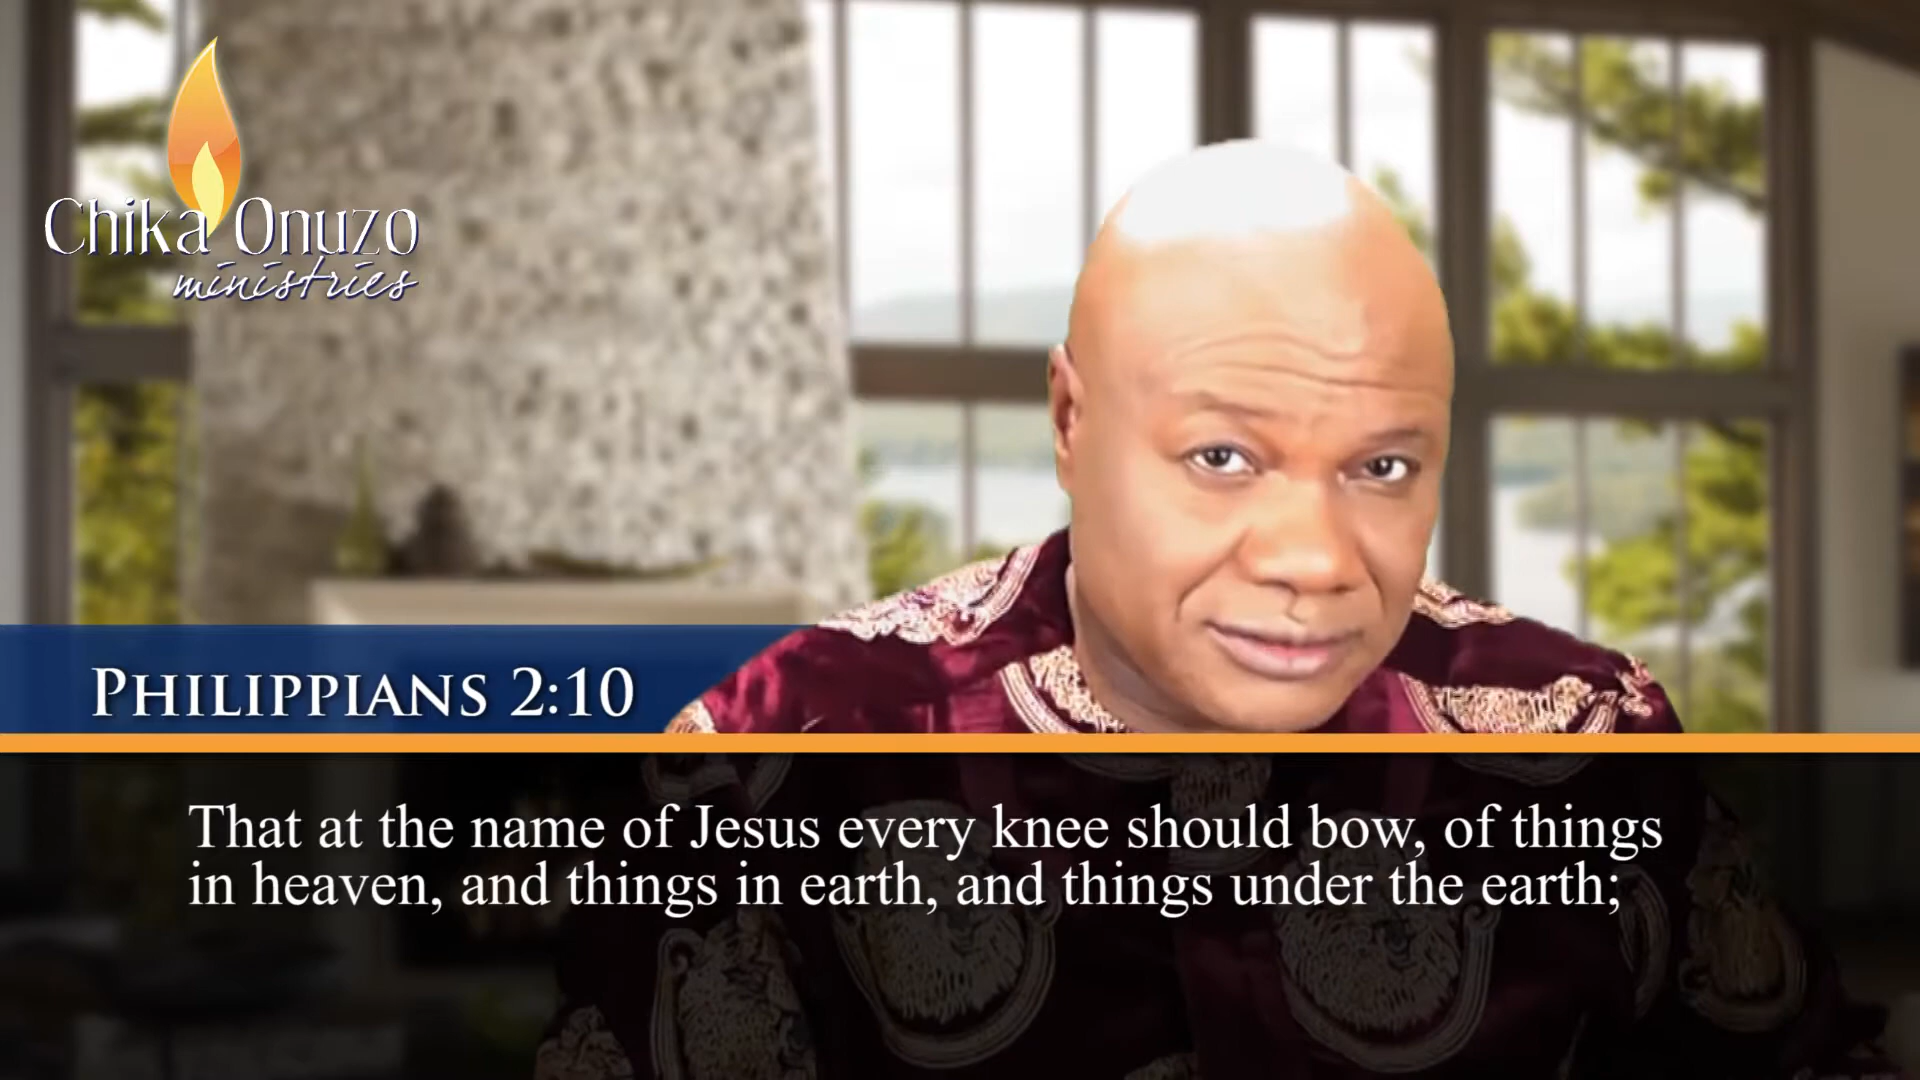 Chika Onuzo
ministries
PHILIPPIANS 2:10
That at the name of Jesus every knee should bow, of things
in heaven, and things in earth, and things under the earth;